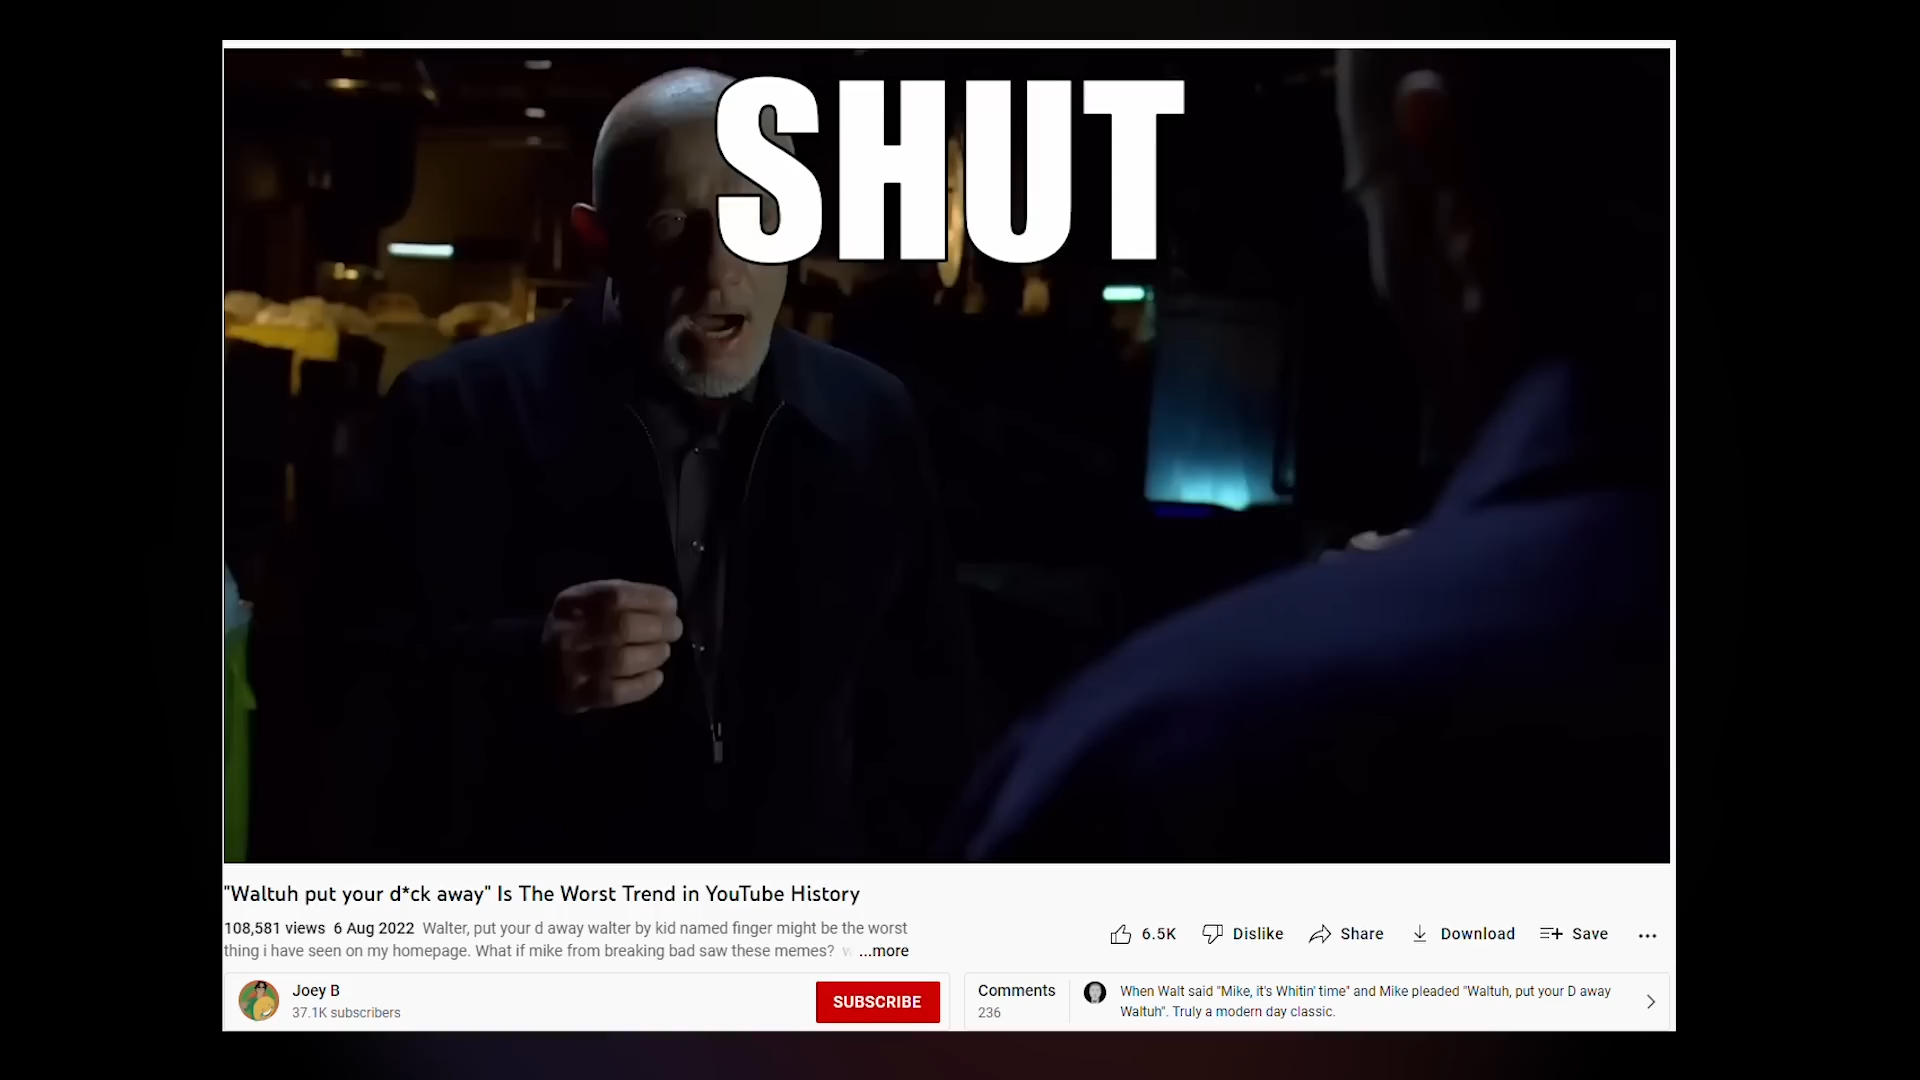 SHUT
"Waltuh put your d*ck away" Is The Worst Trend in YouTube History
108,581 views 6 Aug 2022 Walter, put your d away walter by kid named finger might be the worst
thing i have seen on my homepage. What if mike from breaking bad saw these memes? ...more
6.5K Dislike Share Download Save
Joey B
37.1K subscribers
SUBSCRIBE
Comments
236
When Walt said "Mike, it's Whitin' time" and Mike pleaded "Waltuh, put your D away
Waltuh". Truly a modern day classic.